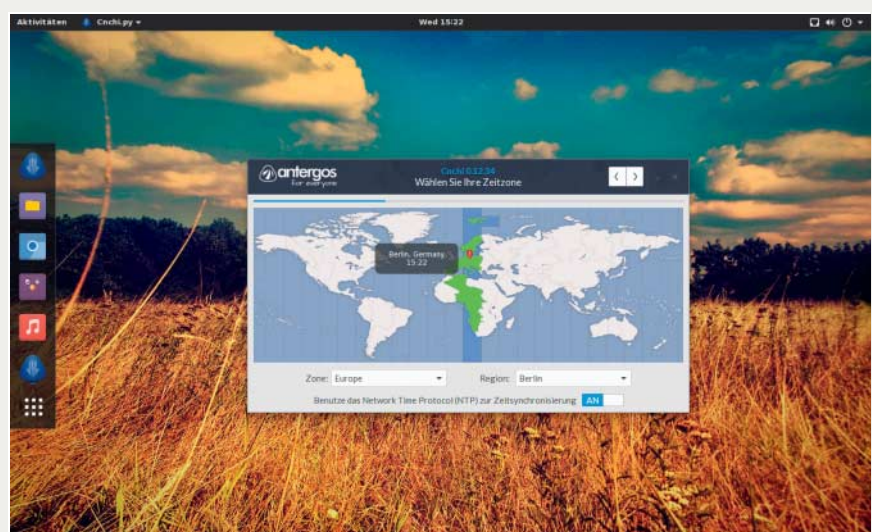 Aktivitäten Cnchi.py Wed 15:22
antergos
For everyone
Cnchi 0.12.34
Wählen Sie Ihre Zeitzone
Berlin, Germany,
15:22
Zone: Europe Region: Berlin
Benutze das Network Time Protocol (NTP) zur Zeitsynchronisierung AN